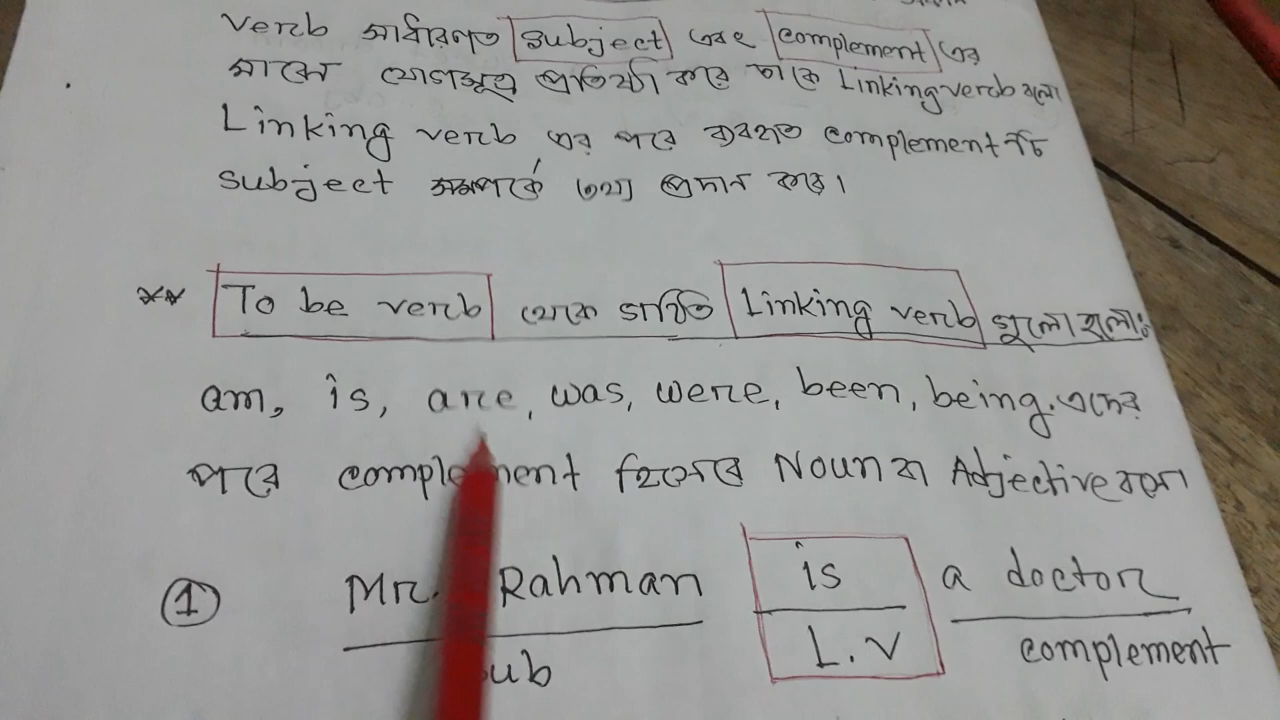 verb সাধারণত subject এবং complement এর
মাঝে যোগসূত্র প্রতিষ্ঠা করে তাকে Linking verb বলে।
Linking verb এর পরে ব্যবহৃত complement টি
subject সম্পর্কে তথ্য প্রদান করে।
** To be verb থেকে গঠিত Linking verb গুলো হলো:
am, is, are, was, were, been, being. এদের
পরে complement হিসেবে Noun বা Adjective বসে।
① Mr. Rahman is a doctor
sub L.V complement